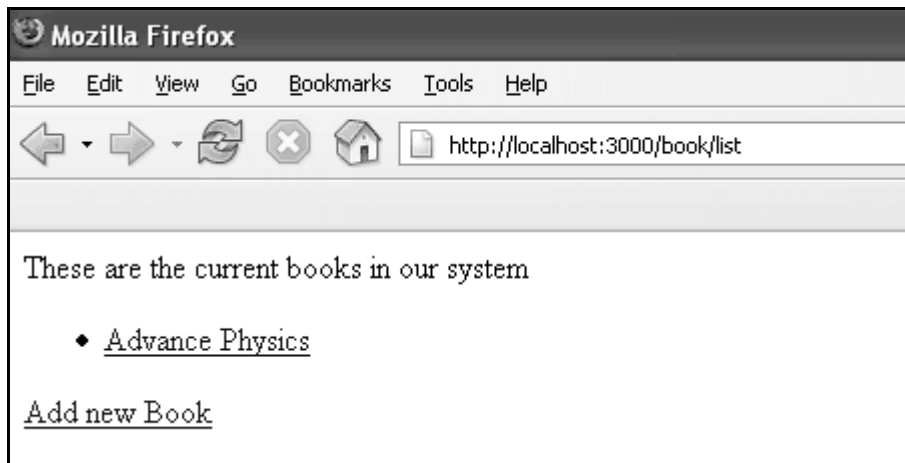 Mozilla Firefox
File Edit View Go Bookmarks Tools Help
http://localhost:3000/book/list
These are the current books in our system
Advance Physics
Add new Book